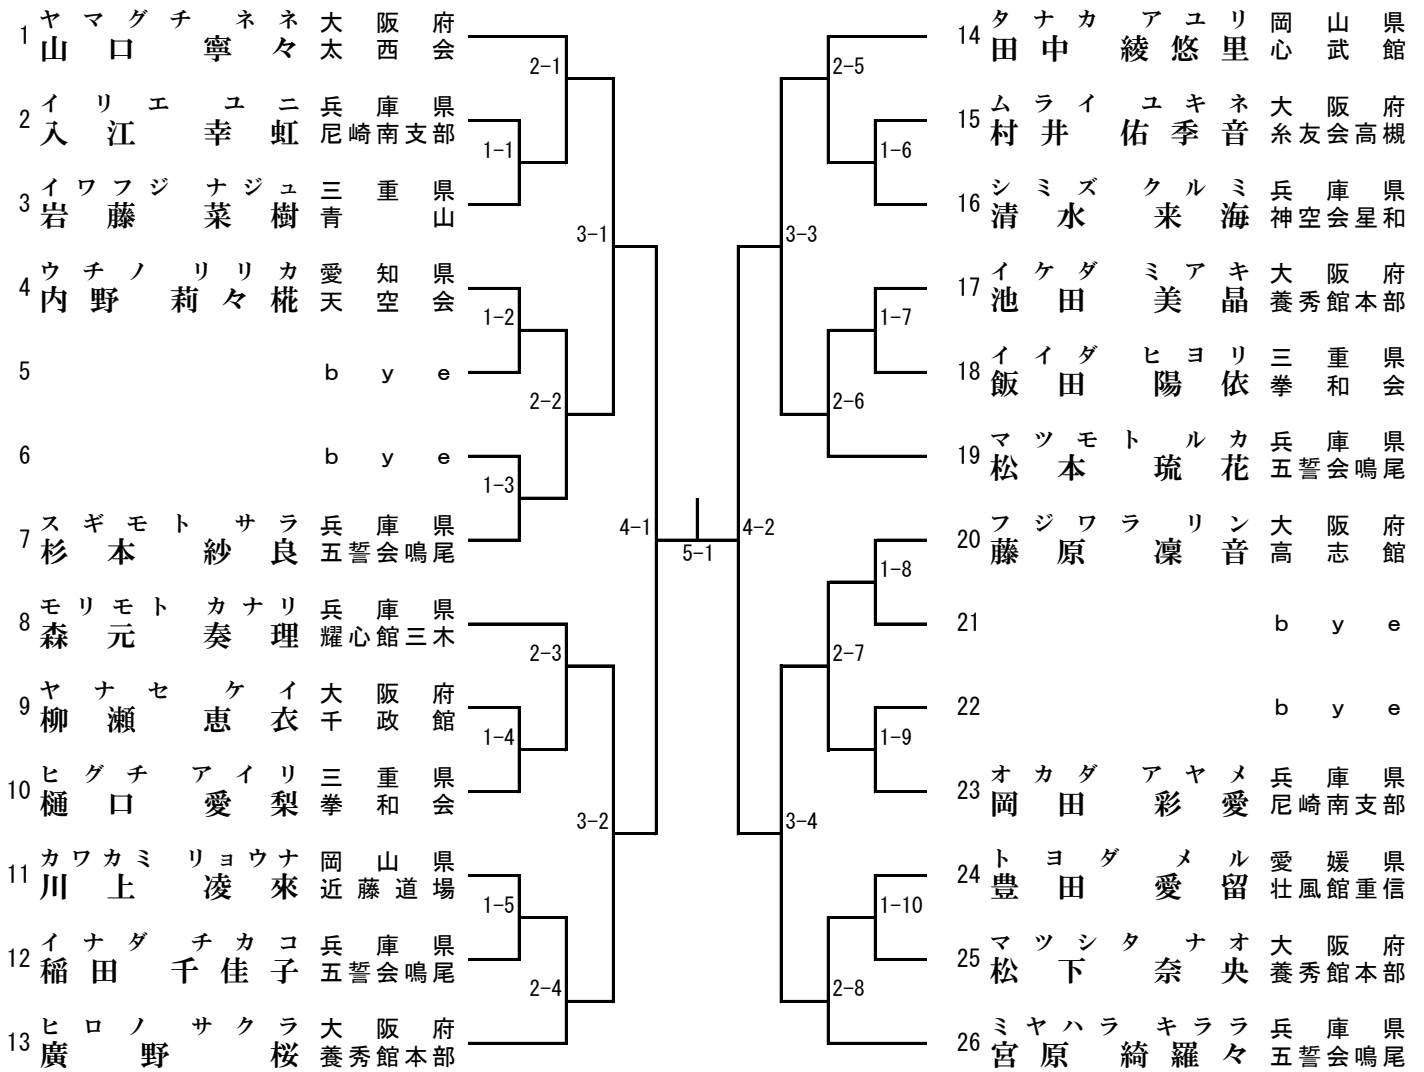 ヤマグチ ネネ 大阪府
1 山口 寧々 太西会
イリエ ユニ 兵庫県
2 入江 幸虹 尼崎南支部
イワフジ ナジュ 三重県
3 岩藤 菜樹 青山
ウチノ リリカ 愛知県
4 内野 莉々椛 天空会
5 bye
6 bye
スギモト サラ 兵庫県
7 杉本 紗良 五誓会鳴尾
モリモト カナリ 兵庫県
8 森元 奏理 耀心館三木
ヤナセ ケイ 大阪府
9 柳瀬 恵衣 千政館
ヒグチ アイリ 三重県
10 樋口 愛梨 拳和会
カワカミ リョウナ 岡山県
11 川上 凌來 近藤道場
イナダ チカコ 兵庫県
12 稲田 千佳子 五誓会鳴尾
ヒロノ サクラ 大阪府
13 廣野 桜 養秀館本部
2-1
1-1
3-1
1-2
2-2
1-3
4-1
2-3
1-4
3-2
1-5
2-4
5-1
2-5
1-6
3-3
1-7
2-6
4-2
1-8
2-7
1-9
3-4
1-10
2-8
タナカ アユリ 岡山県
14 田中 綾悠里 心武館
ムライ ユキネ 大阪府
15 村井 佑季音 糸友会高槻
シミズ クルミ 兵庫県
16 清水 来海 神空会星和
イケダ ミアキ 大阪府
17 池田 美晶 養秀館本部
イイダ ヒヨリ 三重県
18 飯田 陽依 拳和会
マツモト ルカ 兵庫県
19 松本 琉花 五誓会鳴尾
フジワラ リン 大阪府
20 藤原 凜音 高志館
21 bye
22 bye
オカダ アヤメ 兵庫県
23 岡田 彩愛 尼崎南支部
トヨダ メル 愛媛県
24 豊田 愛留 壮風館重信
マツシタ ナオ 大阪府
25 松下 奈央 養秀館本部
ミヤハラ キララ 兵庫県
26 宮原 綺羅々 五誓会鳴尾